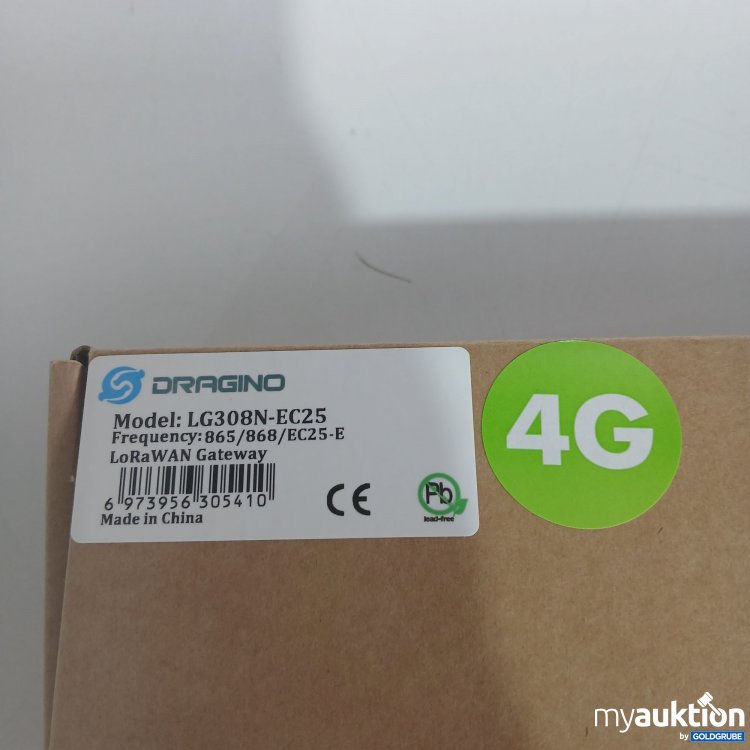 DRAGINO
Model: LG308N-EC25
Frequency: 865/868/EC25-E
LoRaWAN Gateway
6 973956 305410
Made in China
CE
Pb
lead-free
4G
myauktion
by GOLDGRUBE